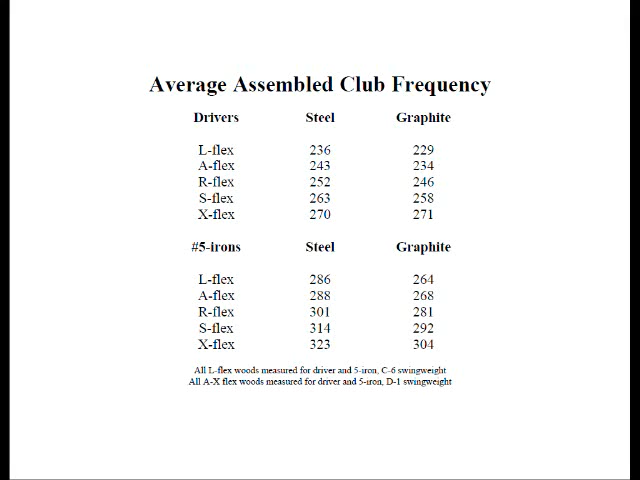 Average Assembled Club Frequency
Drivers Steel Graphite
L-flex 236 229
A-flex 243 234
R-flex 252 246
S-flex 263 258
X-flex 270 271
#5-irons Steel Graphite
L-flex 286 264
A-flex 288 268
R-flex 301 281
S-flex 314 292
X-flex 323 304
All L-flex woods measured for driver and 5-iron, C-6 swingweight
All A-X flex woods measured for driver and 5-iron, D-1 swingweight